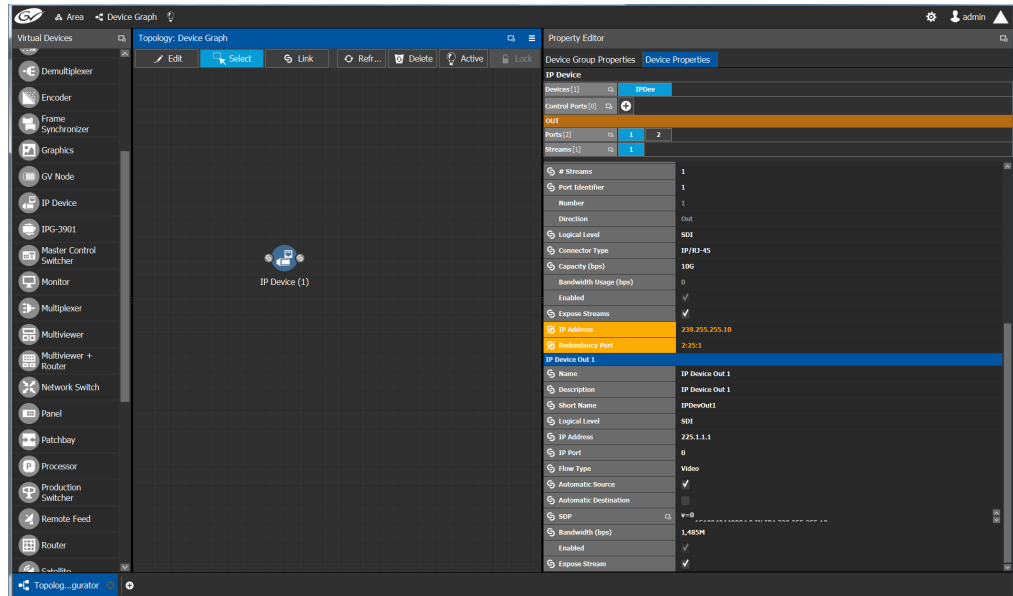 GV Area Device Graph admin
Virtual Devices
Demultiplexer
Encoder
Frame
Synchronizer
Graphics
GV Node
IP Device
IPG-3901
Master Control
Switcher
Monitor
Multiplexer
Multiviewer
Multiviewer +
Router
Network Switch
Panel
Patchbay
Processor
Production
Switcher
Remote Feed
Router
Satellite
Topology: Device Graph
Edit Select Link Refr... Delete Active Lock
IP Device (1)
Property Editor
Device Group Properties Device Properties
IP Device
Devices[1] IPDev
Control Ports[0]
OUT
Ports[2] 1 2
Streams[1] 1
# Streams 1
Port Identifier 1
Number 1
Direction Out
Logical Level SDI
Connector Type IP/RJ-45
Capacity (bps) 10G
Bandwidth Usage (bps) 0
Enabled
Expose Streams
IP Address 239.255.255.10
Redundancy Port 2:25:1
IP Device Out 1
Name IP Device Out 1
Description IP Device Out 1
Short Name IPDevOut1
Logical Level SDI
IP Address 225.1.1.1
IP Port 0
Flow Type Video
Automatic Source
Automatic Destination
SDP v=0
Bandwidth (bps) 1,485M
Enabled
Expose Stream
Topolog...gurator